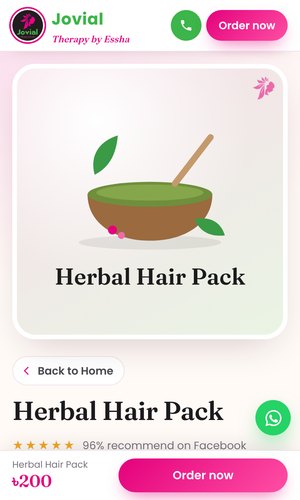 Jovial
Jovial
Therapy by Essha
Order now
Herbal Hair Pack
Back to Home
Herbal Hair Pack
★★★★★ 96% recommend on Facebook
Herbal Hair Pack
৳200
Order now